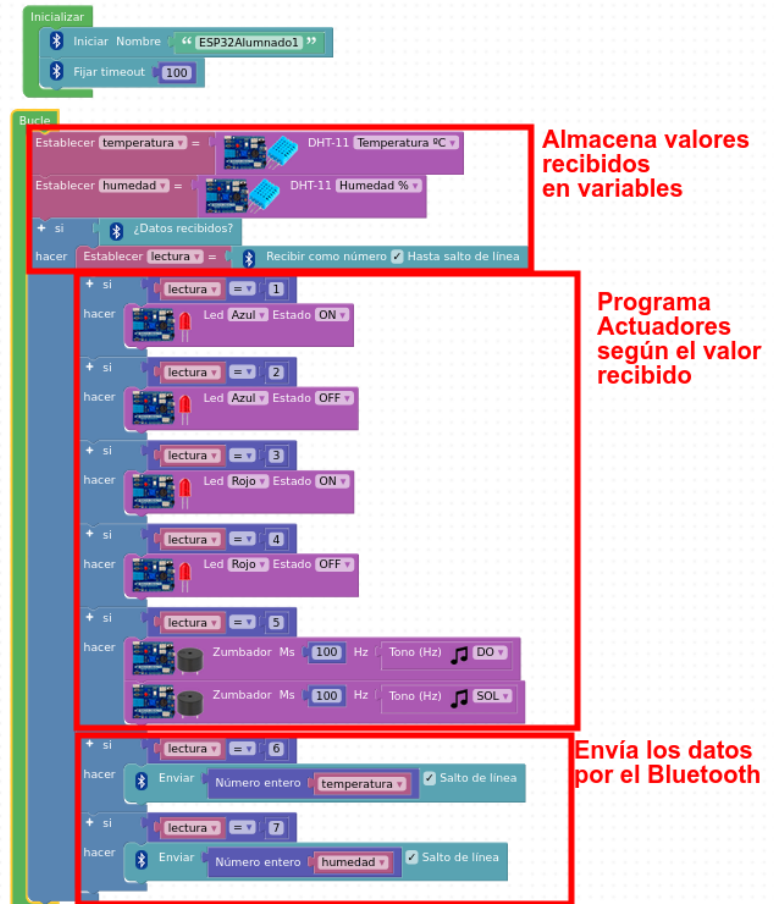 Inicializar
Iniciar Nombre “ ESP32Alumnado1 ”
Fijar timeout 100
Bucle
Establecer temperatura = DHT-11 Temperatura ºC
Establecer humedad = DHT-11 Humedad %
+ si ¿Datos recibidos?
hacer Establecer lectura = Recibir como número Hasta salto de línea
Almacena valores
recibidos
en variables
+ si lectura = 1
hacer Led Azul Estado ON
+ si lectura = 2
hacer Led Azul Estado OFF
+ si lectura = 3
hacer Led Rojo Estado ON
+ si lectura = 4
hacer Led Rojo Estado OFF
+ si lectura = 5
hacer Zumbador Ms 100 Hz Tono (Hz) DO
Zumbador Ms 100 Hz Tono (Hz) SOL
Programa
Actuadores
según el valor
recibido
+ si lectura = 6
hacer Enviar Número entero temperatura Salto de línea
+ si lectura = 7
hacer Enviar Número entero humedad Salto de línea
Envía los datos
por el Bluetooth